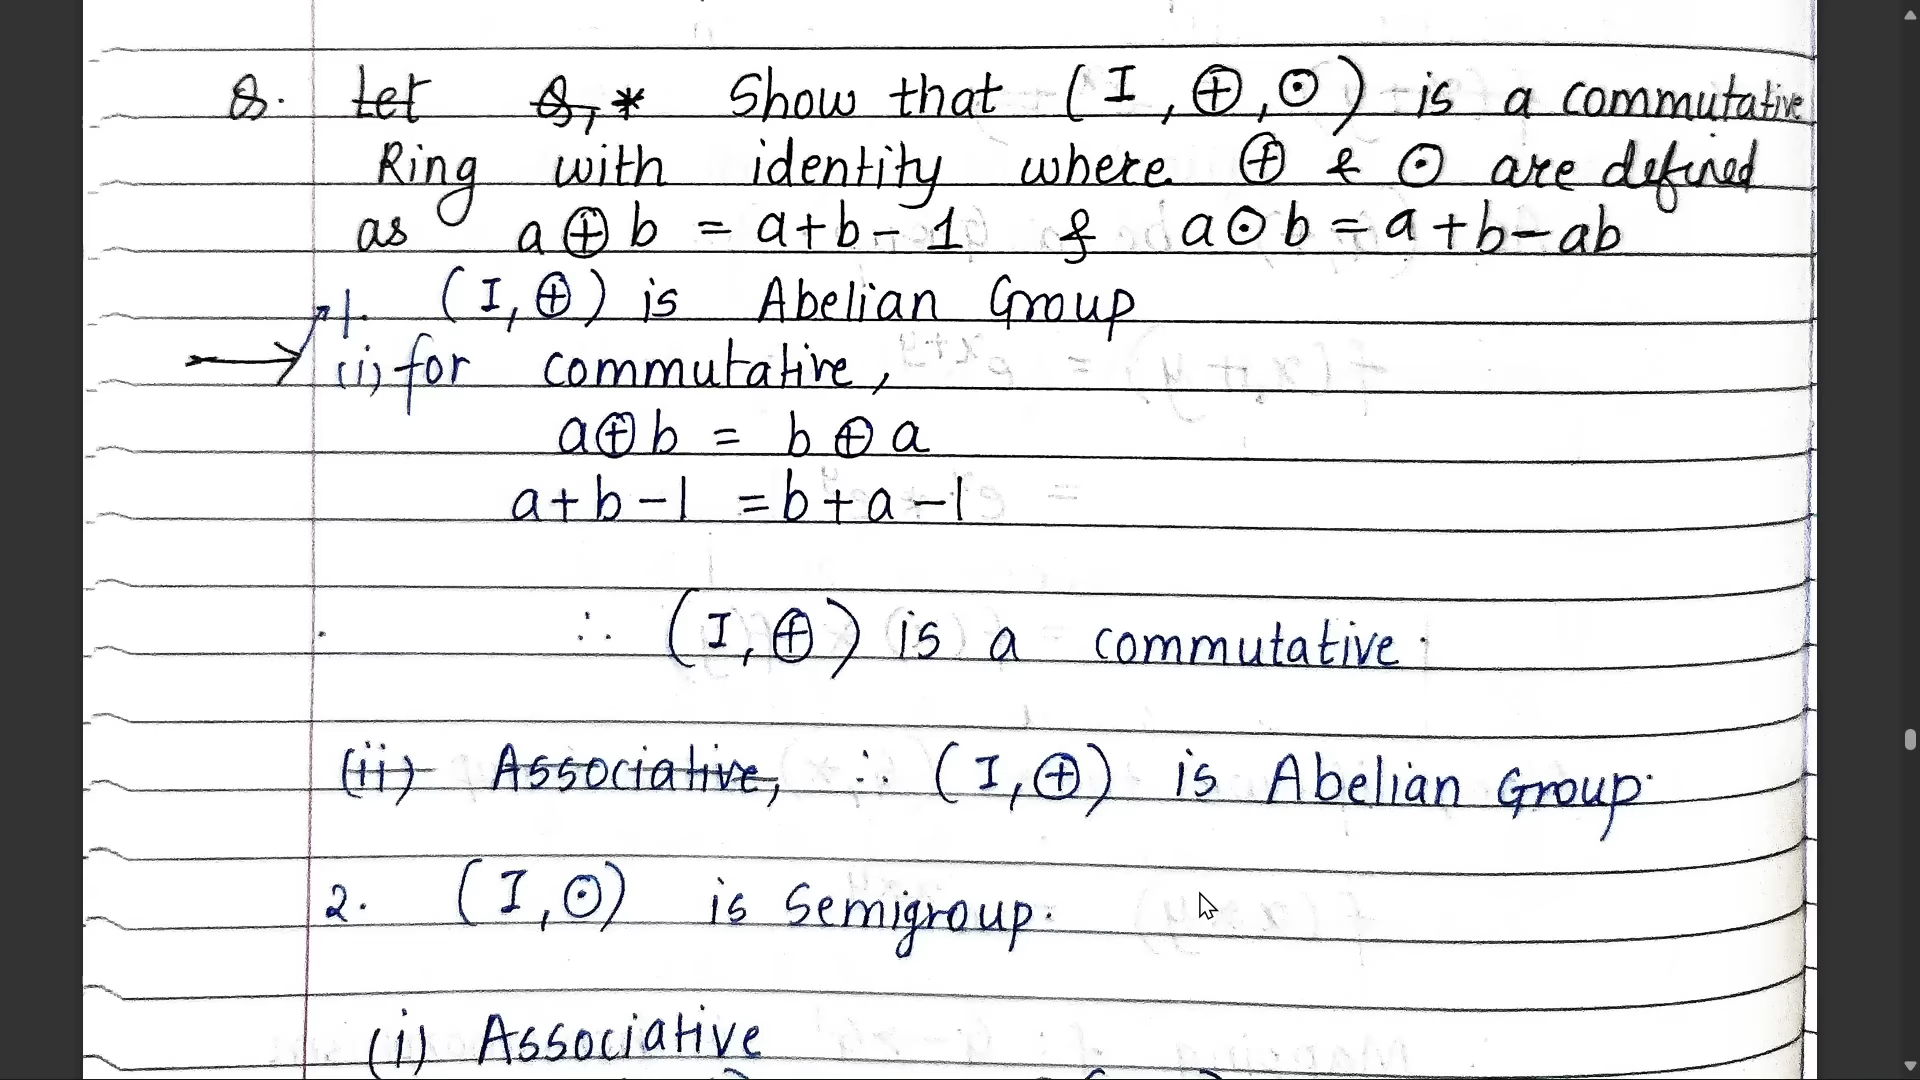 Q. Let Q, * Show that (I, ⊕, ⊙) is a commutative
Ring with identity where ⊕ & ⊙ are defined
as a ⊕ b = a+b-1 & a ⊙ b = a+b-ab
1. (I, ⊕) is Abelian Group
(i) for commutative,
a ⊕ b = b ⊕ a
a+b-1 = b+a-1
∴ (I, ⊕) is a commutative.
(ii) Associative, ∴ (I, ⊕) is Abelian Group.
2. (I, ⊙) is Semigroup.
(i) Associative